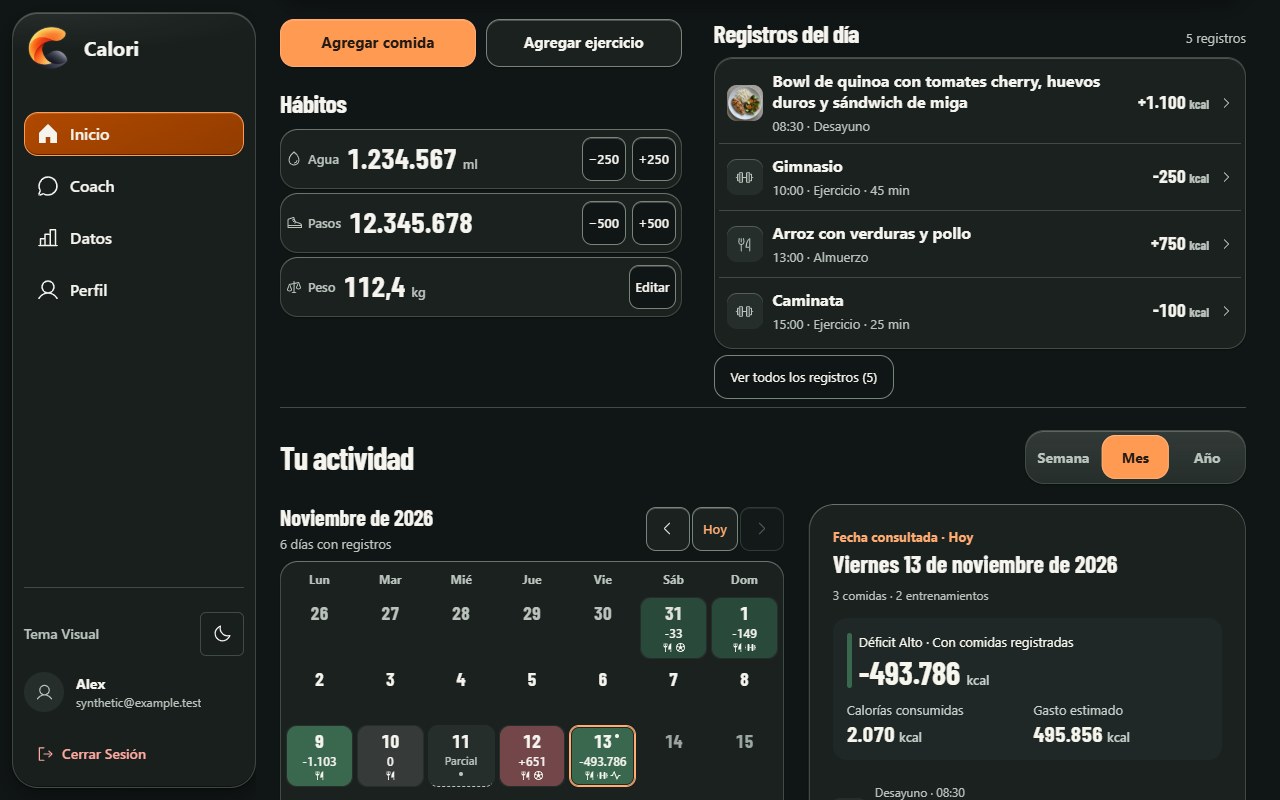 Calori
Inicio
Coach
Datos
Perfil
Tema Visual
Alex
synthetic@example.test
Cerrar Sesión
Agregar comida
Agregar ejercicio
Hábitos
Agua 1.234.567 ml
−250
+250
Pasos 12.345.678
−500
+500
Peso 112,4 kg
Editar
Registros del día
5 registros
Bowl de quinoa con tomates cherry, huevos
duros y sándwich de miga
+1.100 kcal
08:30 · Desayuno
Gimnasio
-250 kcal
10:00 · Ejercicio · 45 min
Arroz con verduras y pollo
+750 kcal
13:00 · Almuerzo
Caminata
-100 kcal
15:00 · Ejercicio · 25 min
Ver todos los registros (5)
Tu actividad
Semana
Mes
Año
Noviembre de 2026
6 días con registros
Hoy
Lun Mar Mié Jue Vie Sáb Dom
26 27 28 29 30 31 1
-33 -149
2 3 4 5 6 7 8
9 10 11 12 13 14 15
-1.103 0 Parcial +651 -493.786
Fecha consultada · Hoy
Viernes 13 de noviembre de 2026
3 comidas · 2 entrenamientos
Déficit Alto · Con comidas registradas
-493.786 kcal
Calorías consumidas
2.070 kcal
Gasto estimado
495.856 kcal
Desayuno · 08:30